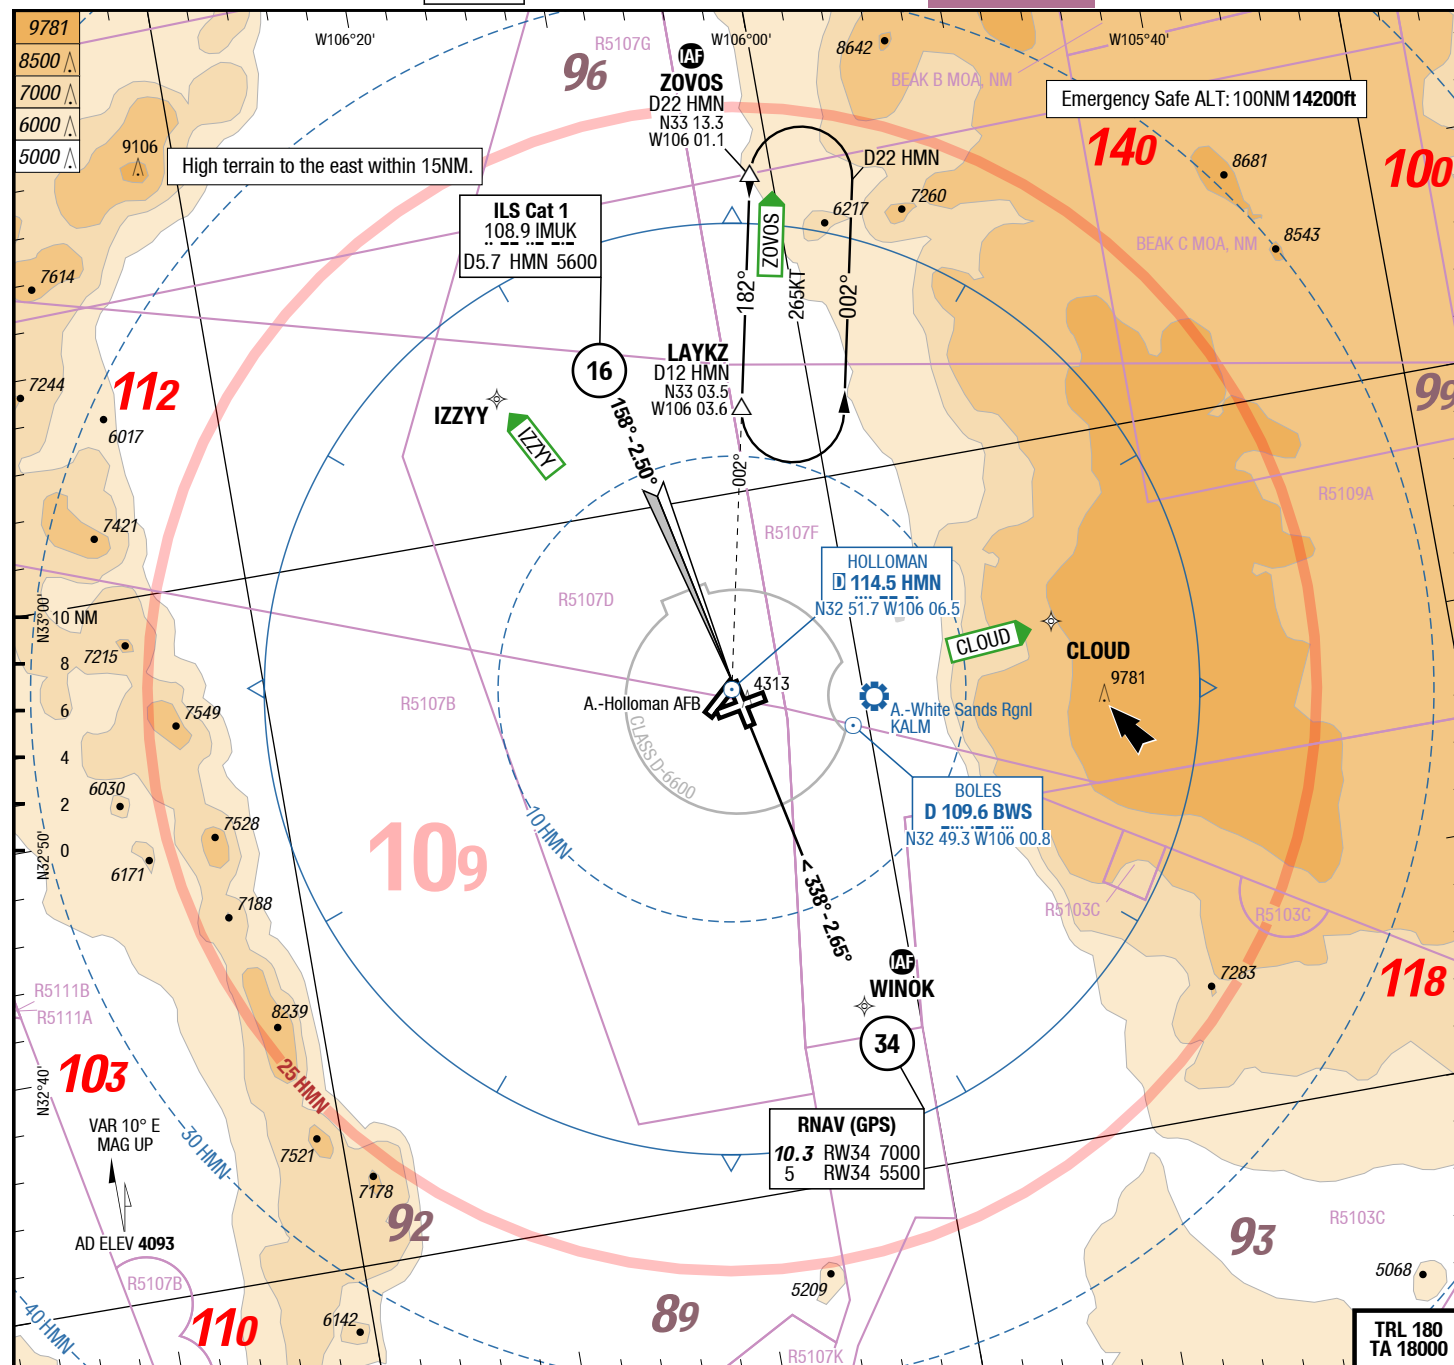 9781
8500
7000
6000
5000
W106°20'
R5107G
W106°00'
8642
W105°40'
96
IAF
ZOVOS
D22 HMN
N33 13.3
W106 01.1
BEAK B MOA, NM
Emergency Safe ALT: 100NM 14200ft
9106
High terrain to the east within 15NM.
D22 HMN
140
8681
100
ILS Cat 1
108.9 IMUK
D5.7 HMN 5600
ZOVOS
6217
7260
8543
BEAK C MOA, NM
7614
182°
265KT
002°
16
LAYKZ
D12 HMN
N33 03.5
W106 03.6
7244
112
6017
99
IZZYY
IZZYY
158° - 2.50°
002°
R5109A
7421
R5107F
HOLLOMAN
D 114.5 HMN
N32 51.7 W106 06.5
R5107D
N33°00'
10 NM
8
6
4
2
0
CLOUD
CLOUD
7215
9781
4313
A.-Holloman AFB
R5107B
A.-White Sands Rgnl
KALM
7549
CLASS D-6600
BOLES
D 109.6 BWS
N32 49.3 W106 00.8
6030
10 HMN
7528
N32°50'
6171
109
< 338° - 2.65°
7188
R5103C
R5103C
IAF
WINOK
7283
118
R5111B
R5111A
8239
34
103
25 HMN
N32°40'
VAR 10° E
MAG UP
RNAV (GPS)
10.3 RW34 7000
5 RW34 5500
30 HMN
7521
7178
92
93
R5103C
AD ELEV 4093
R5107B
5209
5068
110
6142
89
40 HMN
R5107K
TRL 180
TA 18000